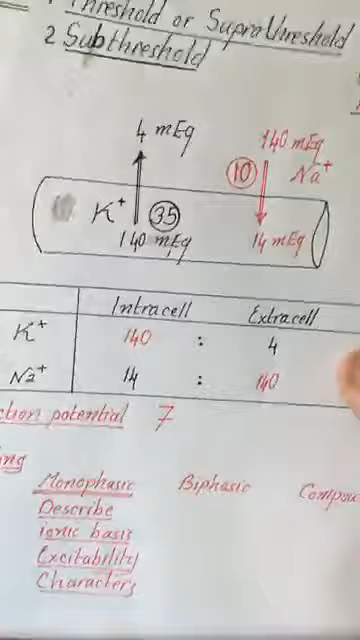 Threshold or Suprathreshold
2 Subthreshold
4 mEq
140 mEq
10 Na+
K+ 35
140 mEq 14 mEq
Intracell Extracell
K+ 140 : 4
Na+ 14 : 140
potential 7
Monophasic Biphasic
Describe
ionic basis
Excitability
Characters